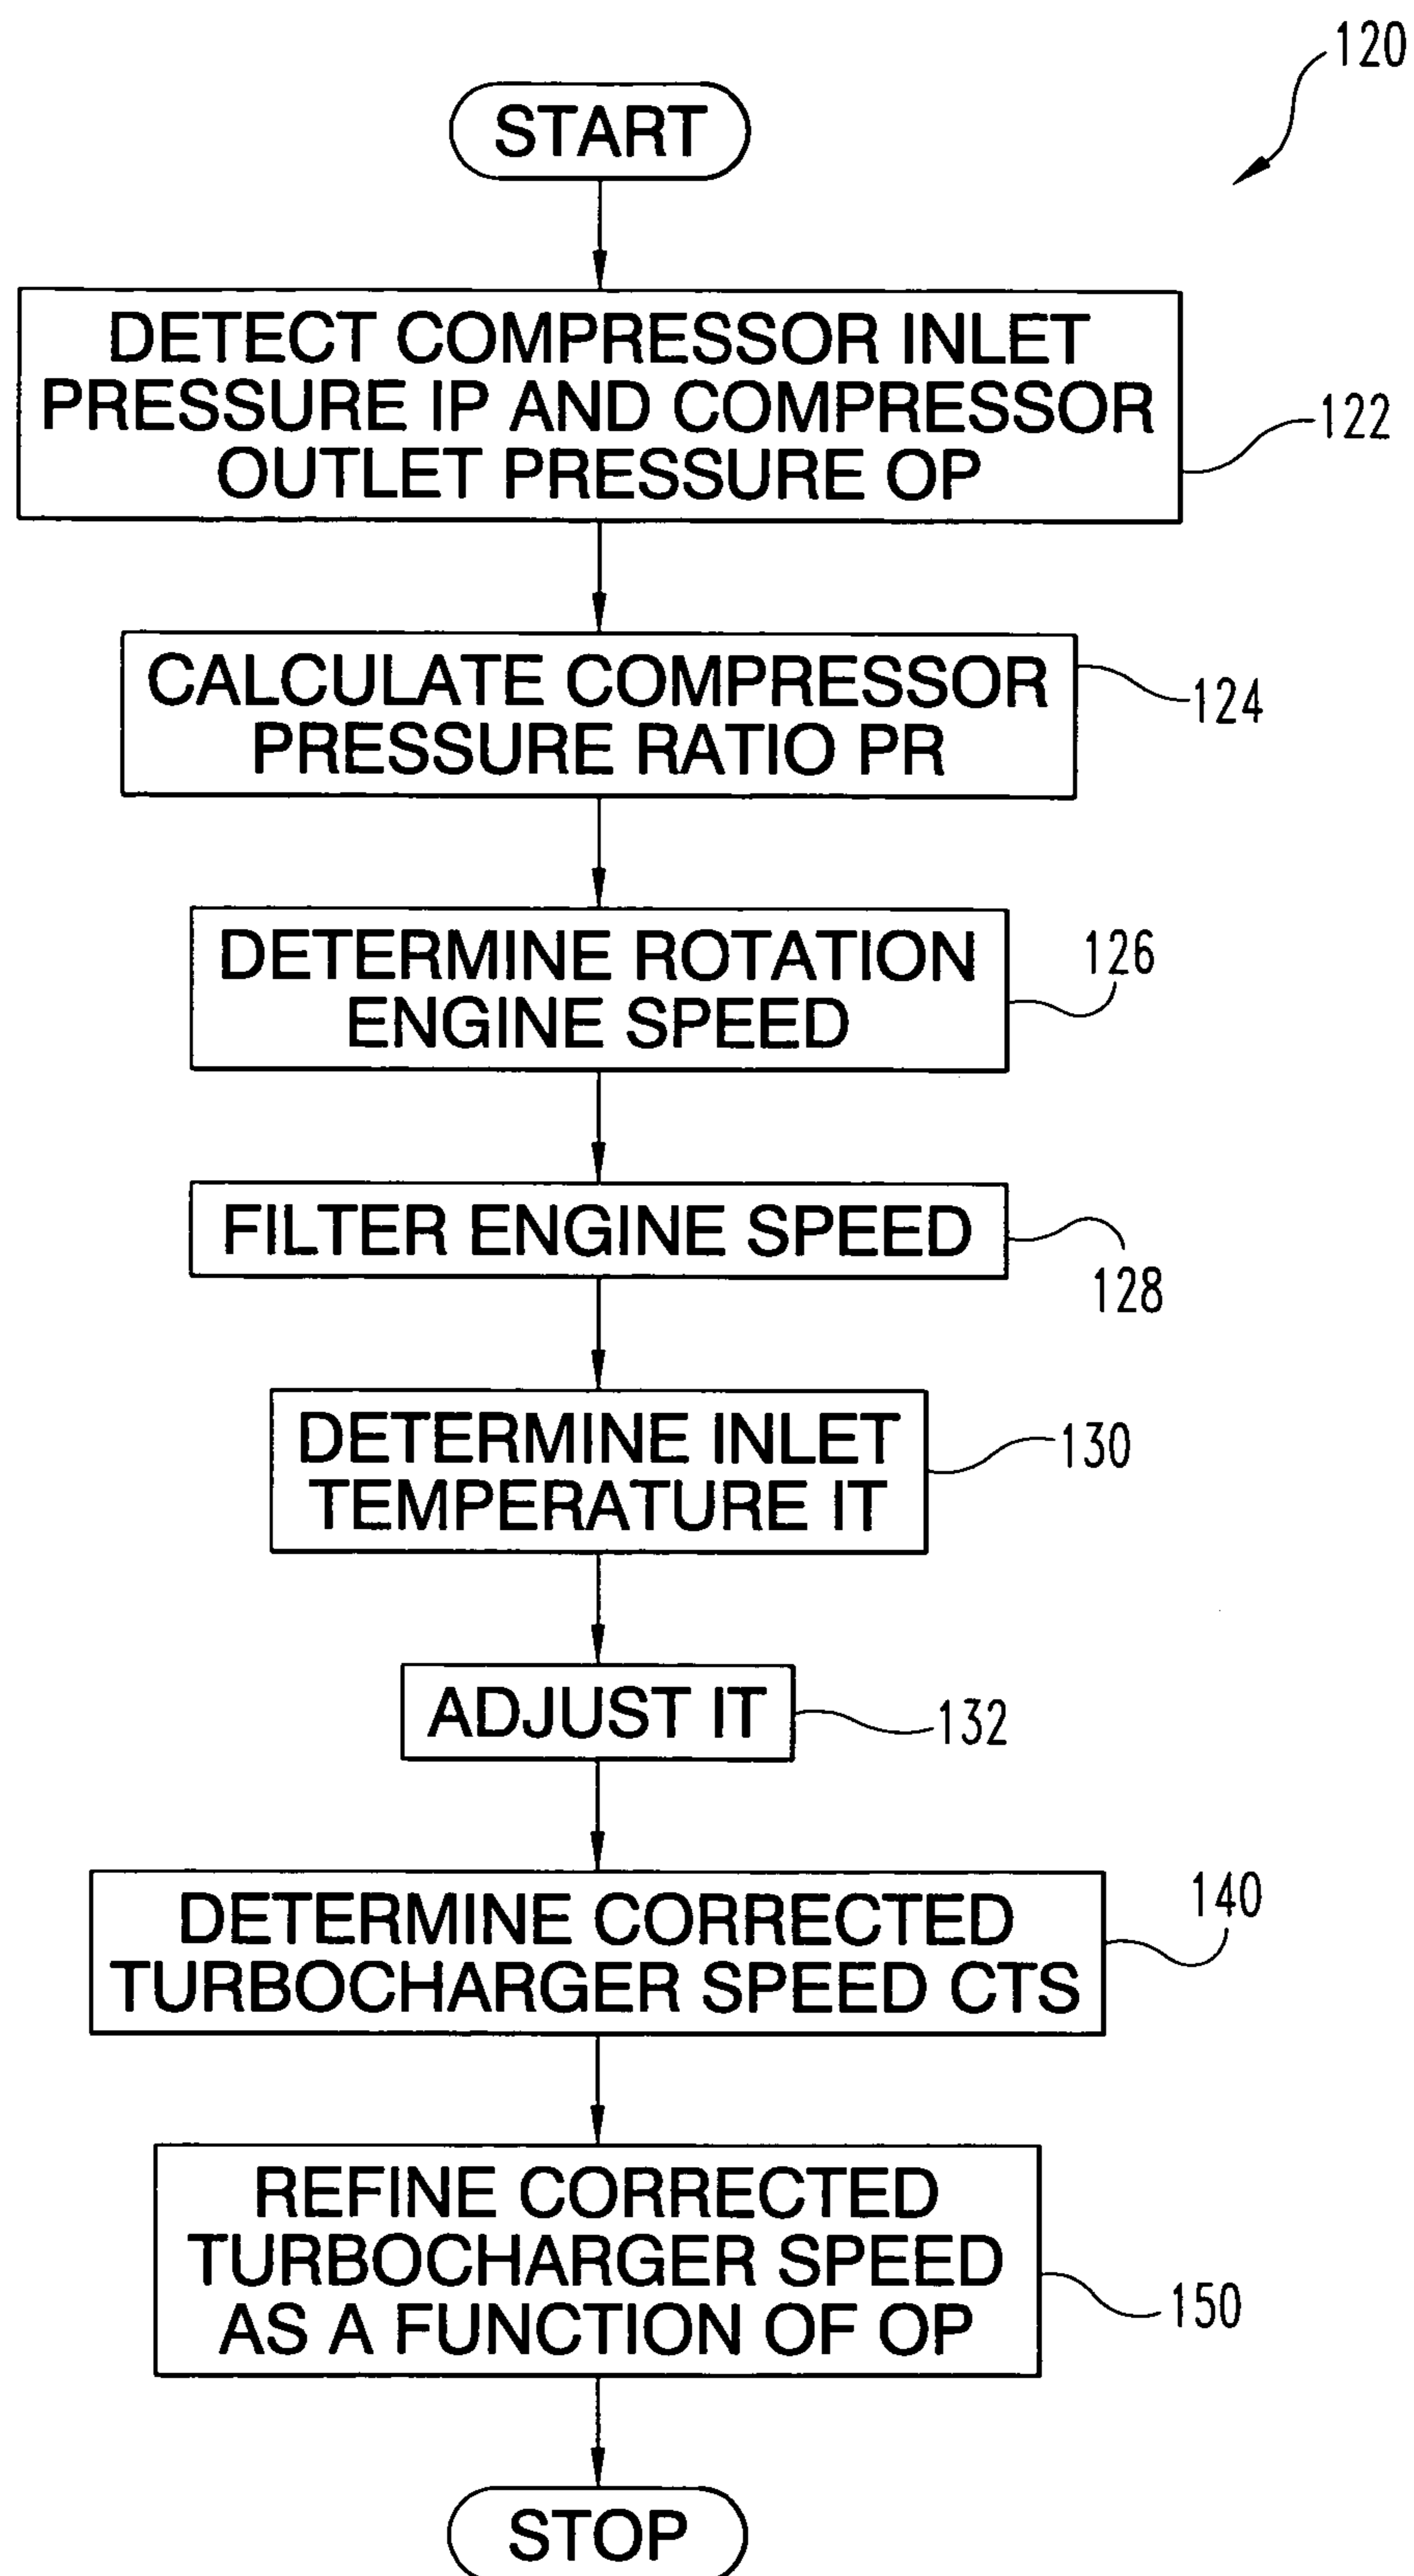 120
START
DETECT COMPRESSOR INLET
PRESSURE IP AND COMPRESSOR
OUTLET PRESSURE OP
122
CALCULATE COMPRESSOR
PRESSURE RATIO PR
124
DETERMINE ROTATION
ENGINE SPEED
126
FILTER ENGINE SPEED
128
DETERMINE INLET
TEMPERATURE IT
130
ADJUST IT
132
DETERMINE CORRECTED
TURBOCHARGER SPEED CTS
140
REFINE CORRECTED
TURBOCHARGER SPEED
AS A FUNCTION OF OP
150
STOP